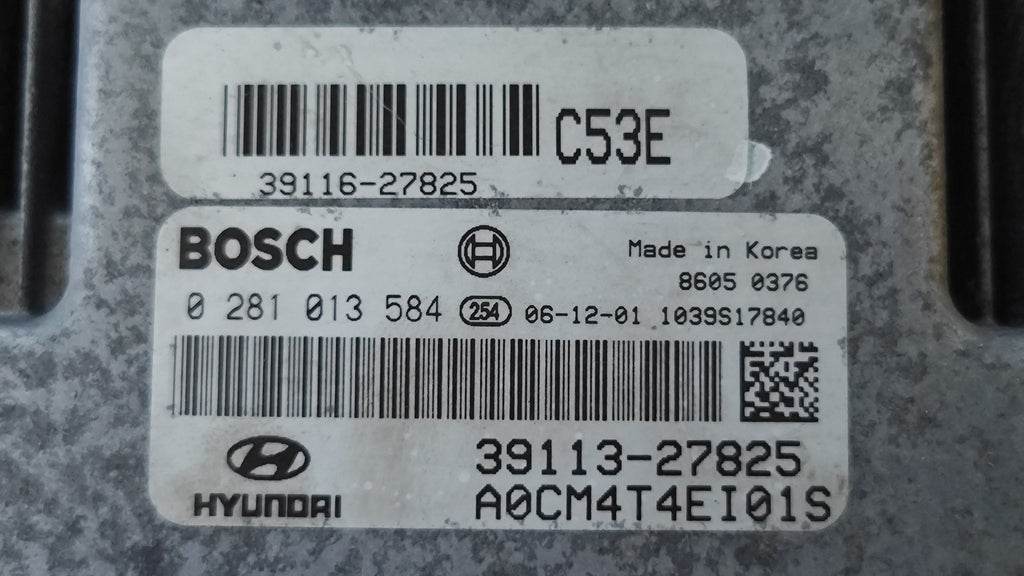 C53E
39116-27825
BOSCH
Made in Korea
8605 0376
0 281 013 584 254 06-12-01 1039S17840
39113-27825
HYUNDAI A0CM4T4EI01S